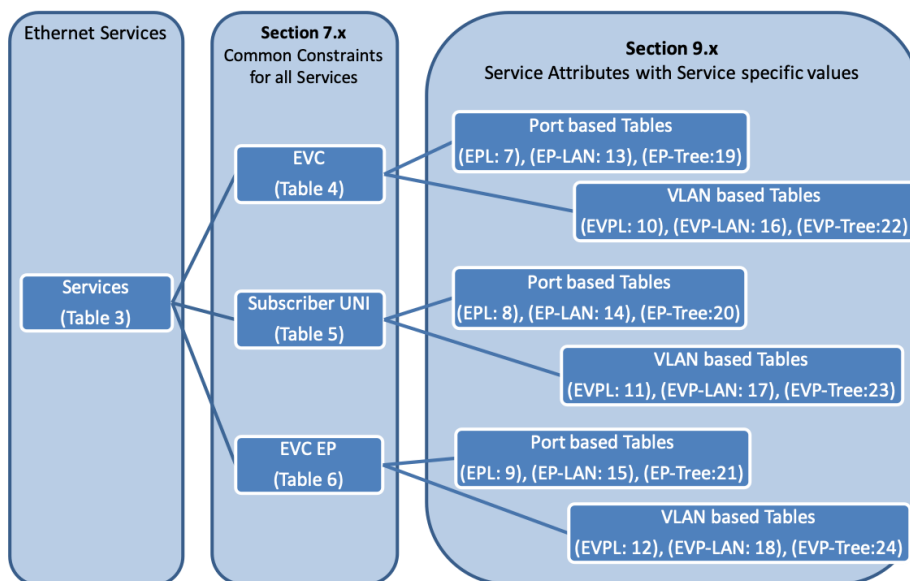 Ethernet Services
Section 7.x
Common Constraints
for all Services
Section 9.x
Service Attributes with Service specific values
Services
(Table 3)
EVC
(Table 4)
Port based Tables
(EPL: 7), (EP-LAN: 13), (EP-Tree:19)
VLAN based Tables
(EVPL: 10), (EVP-LAN: 16), (EVP-Tree:22)
Subscriber UNI
(Table 5)
Port based Tables
(EPL: 8), (EP-LAN: 14), (EP-Tree:20)
VLAN based Tables
(EVPL: 11), (EVP-LAN: 17), (EVP-Tree:23)
EVC EP
(Table 6)
Port based Tables
(EPL: 9), (EP-LAN: 15), (EP-Tree:21)
VLAN based Tables
(EVPL: 12), (EVP-LAN: 18), (EVP-Tree:24)